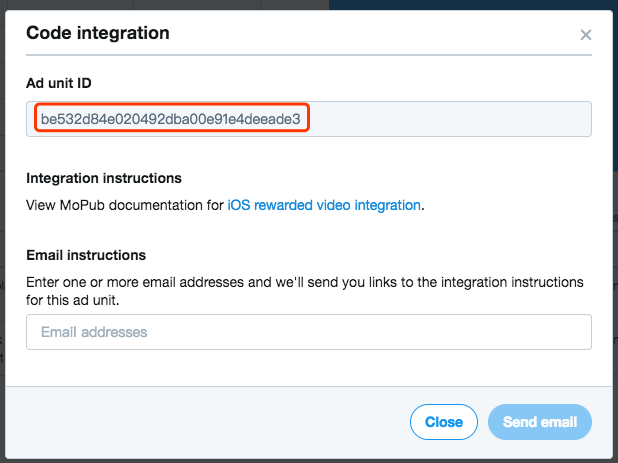 Code integration
Ad unit ID
be532d84e020492dba00e91e4deeade3
Integration instructions
View MoPub documentation for iOS rewarded video integration.
Email instructions
Enter one or more email addresses and we'll send you links to the integration instructions
for this ad unit.
Email addresses
Close
Send email